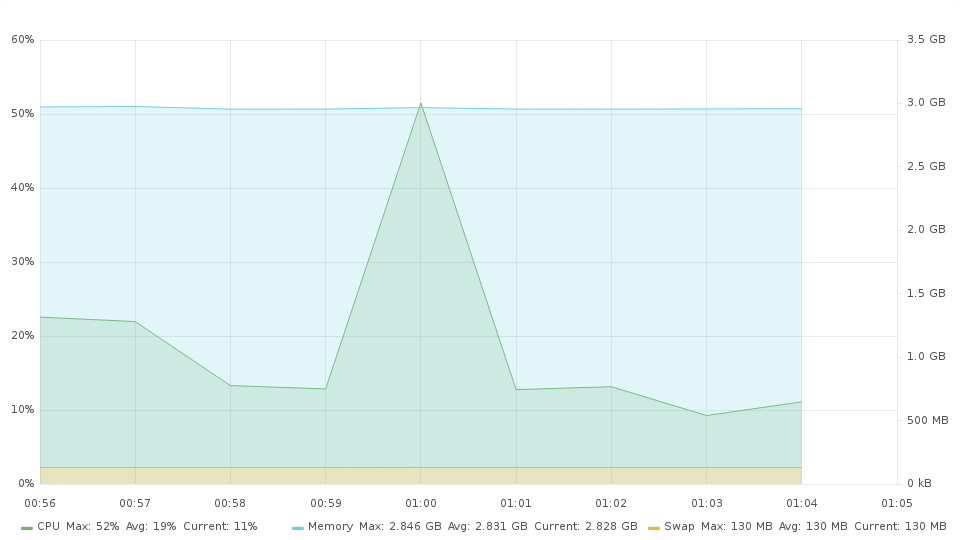 60%
50%
40%
30%
20%
10%
0%
3.5 GB
3.0 GB
2.5 GB
2.0 GB
1.5 GB
1.0 GB
500 MB
0 kB
00:56 00:57 00:58 00:59 01:00 01:01 01:02 01:03 01:04 01:05
CPU Max: 52% Avg: 19% Current: 11% Memory Max: 2.846 GB Avg: 2.831 GB Current: 2.828 GB Swap Max: 130 MB Avg: 130 MB Current: 130 MB